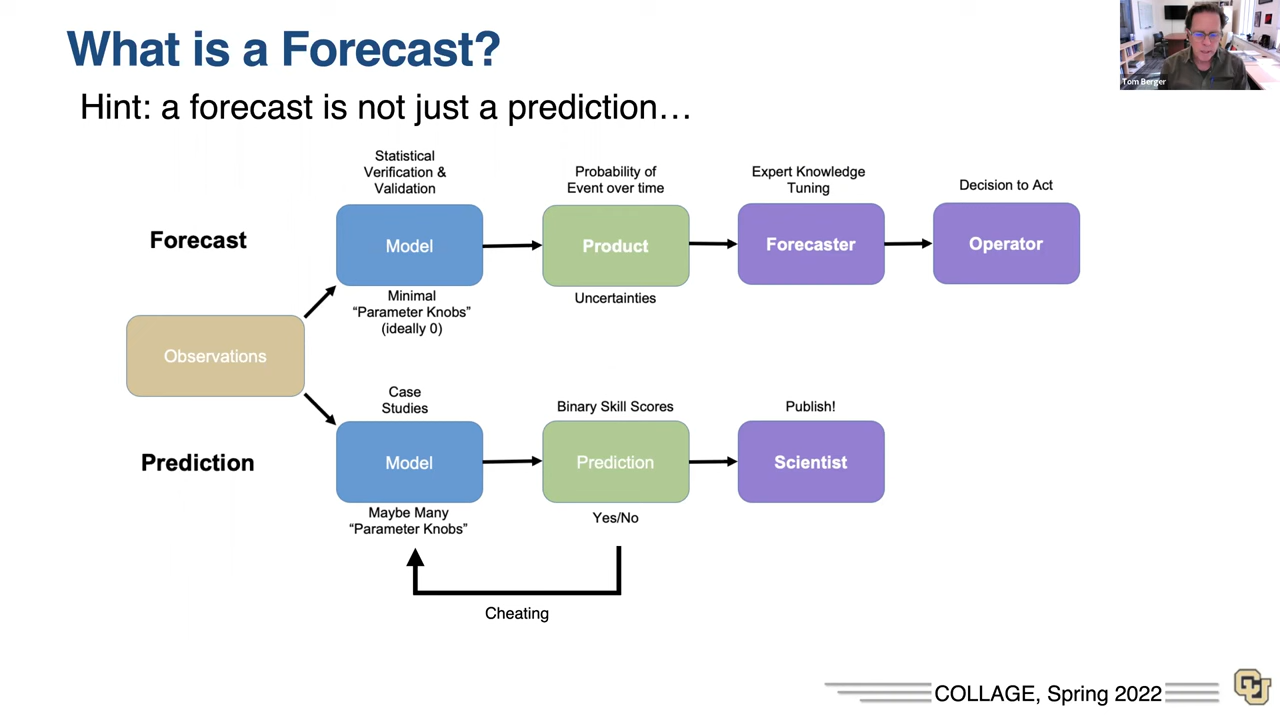 What is a Forecast?
Tom Berger
Hint: a forecast is not just a prediction…
Statistical
Verification &
Validation
Probability of
Event over time
Expert Knowledge
Tuning
Decision to Act
Forecast
Model
Product
Forecaster
Operator
Minimal
“Parameter Knobs”
(ideally 0)
Uncertainties
Observations
Case
Studies
Binary Skill Scores
Publish!
Prediction
Model
Prediction
Scientist
Maybe Many
“Parameter Knobs”
Yes/No
Cheating
COLLAGE, Spring 2022
CU